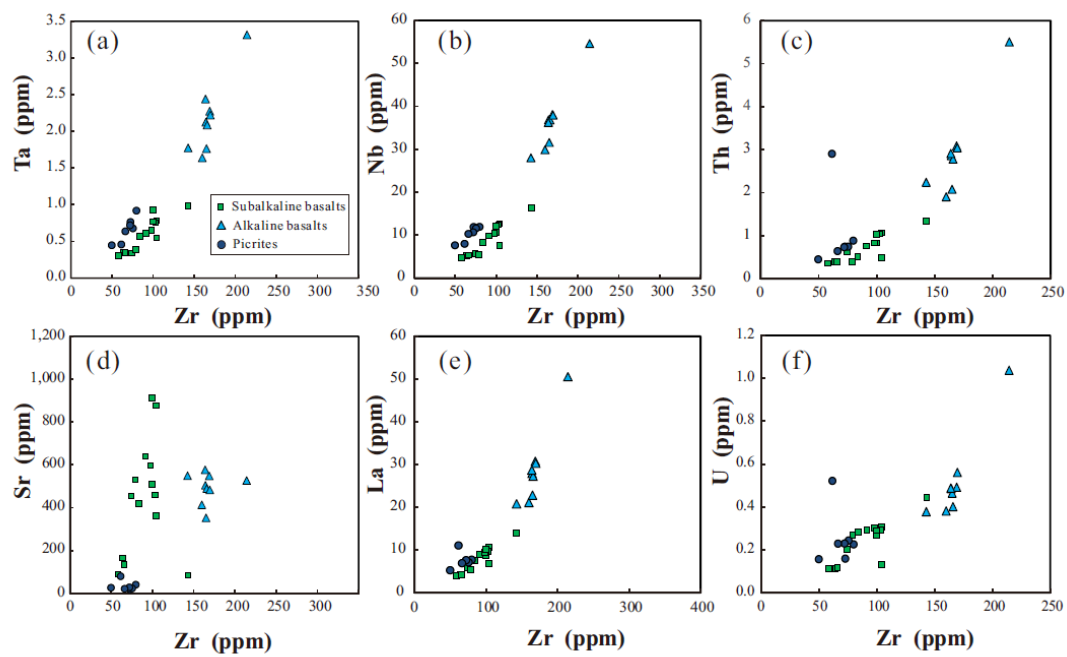 (a)
3.5
3.0
2.5
2.0
1.5
1.0
0.5
0.0
Ta (ppm)
0 50 100 150 200 250 300 350
Zr (ppm)
Subalkaline basalts
Alkaline basalts
Picrites
(b)
60
50
40
30
20
10
0
Nb (ppm)
0 50 100 150 200 250 300 350
Zr (ppm)
(c)
6
5
4
3
2
1
0
Th (ppm)
0 50 100 150 200 250
Zr (ppm)
(d)
1,200
1,000
800
600
400
200
0
Sr (ppm)
0 50 100 150 200 250 300 350
Zr (ppm)
(e)
60
50
40
30
20
10
0
La (ppm)
0 100 200 300 400
Zr (ppm)
(f)
1.2
1.0
0.8
0.6
0.4
0.2
0.0
U (ppm)
0 50 100 150 200 250
Zr (ppm)